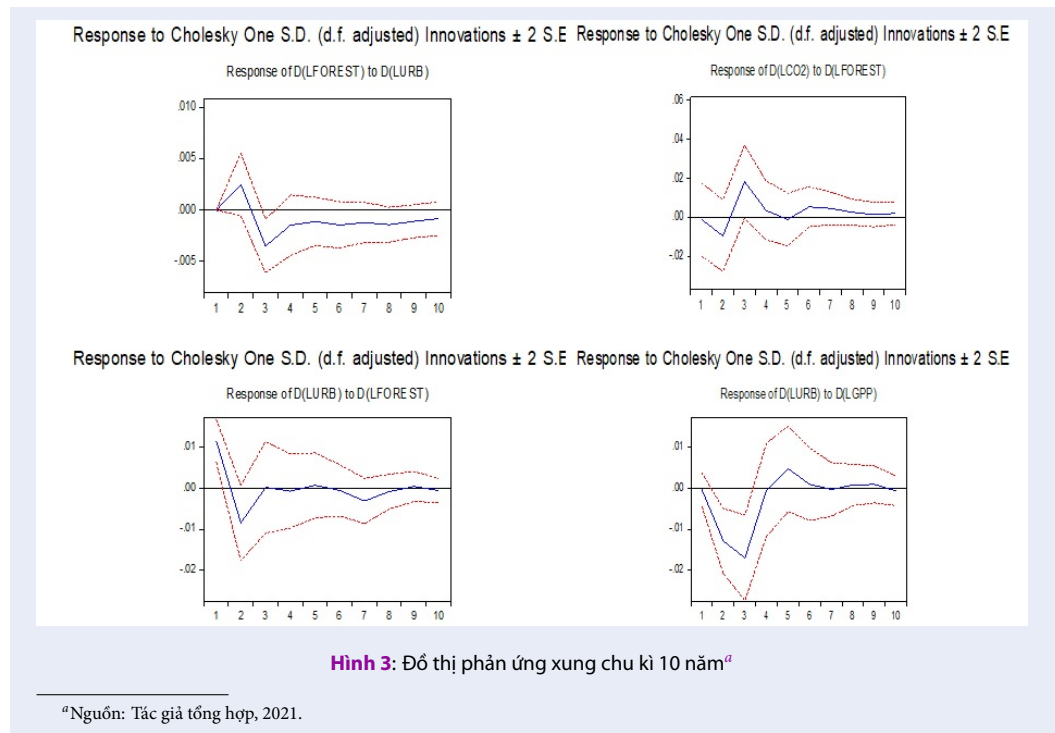 Response to Cholesky One S.D. (d.f. adjusted) Innovations ± 2 S.E
Response of D(LFOREST) to D(LURB)
.010
.005
.000
-.005
1 2 3 4 5 6 7 8 9 10
Response to Cholesky One S.D. (d.f. adjusted) Innovations ± 2 S.E
Response of D(LCO2) to D(LFOREST)
.06
.04
.02
.00
-.02
1 2 3 4 5 6 7 8 9 10
Response to Cholesky One S.D. (d.f. adjusted) Innovations ± 2 S.E
Response of D(LURB) to D(LFOREST)
.01
.00
-.01
-.02
1 2 3 4 5 6 7 8 9 10
Response to Cholesky One S.D. (d.f. adjusted) Innovations ± 2 S.E
Response of D(LURB) to D(LGPP)
.01
.00
-.01
-.02
1 2 3 4 5 6 7 8 9 10
Hình 3: Đồ thị phản ứng xung chu kì 10 năm a
a Nguồn: Tác giả tổng hợp, 2021.